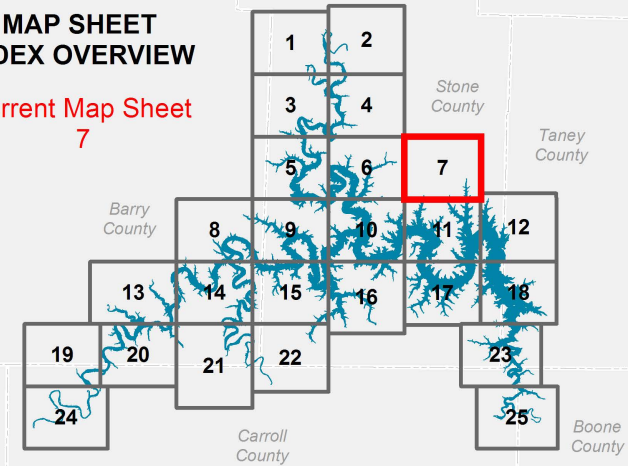 MAP SHEET
DEX OVERVIEW
rrent Map Sheet
7
1
2
3
4
Stone
County
Taney
County
5
6
7
Barry
County
8
9
10
11
12
13
14
15
16
17
18
19
20
21
22
23
24
25
Carroll
County
Boone
County